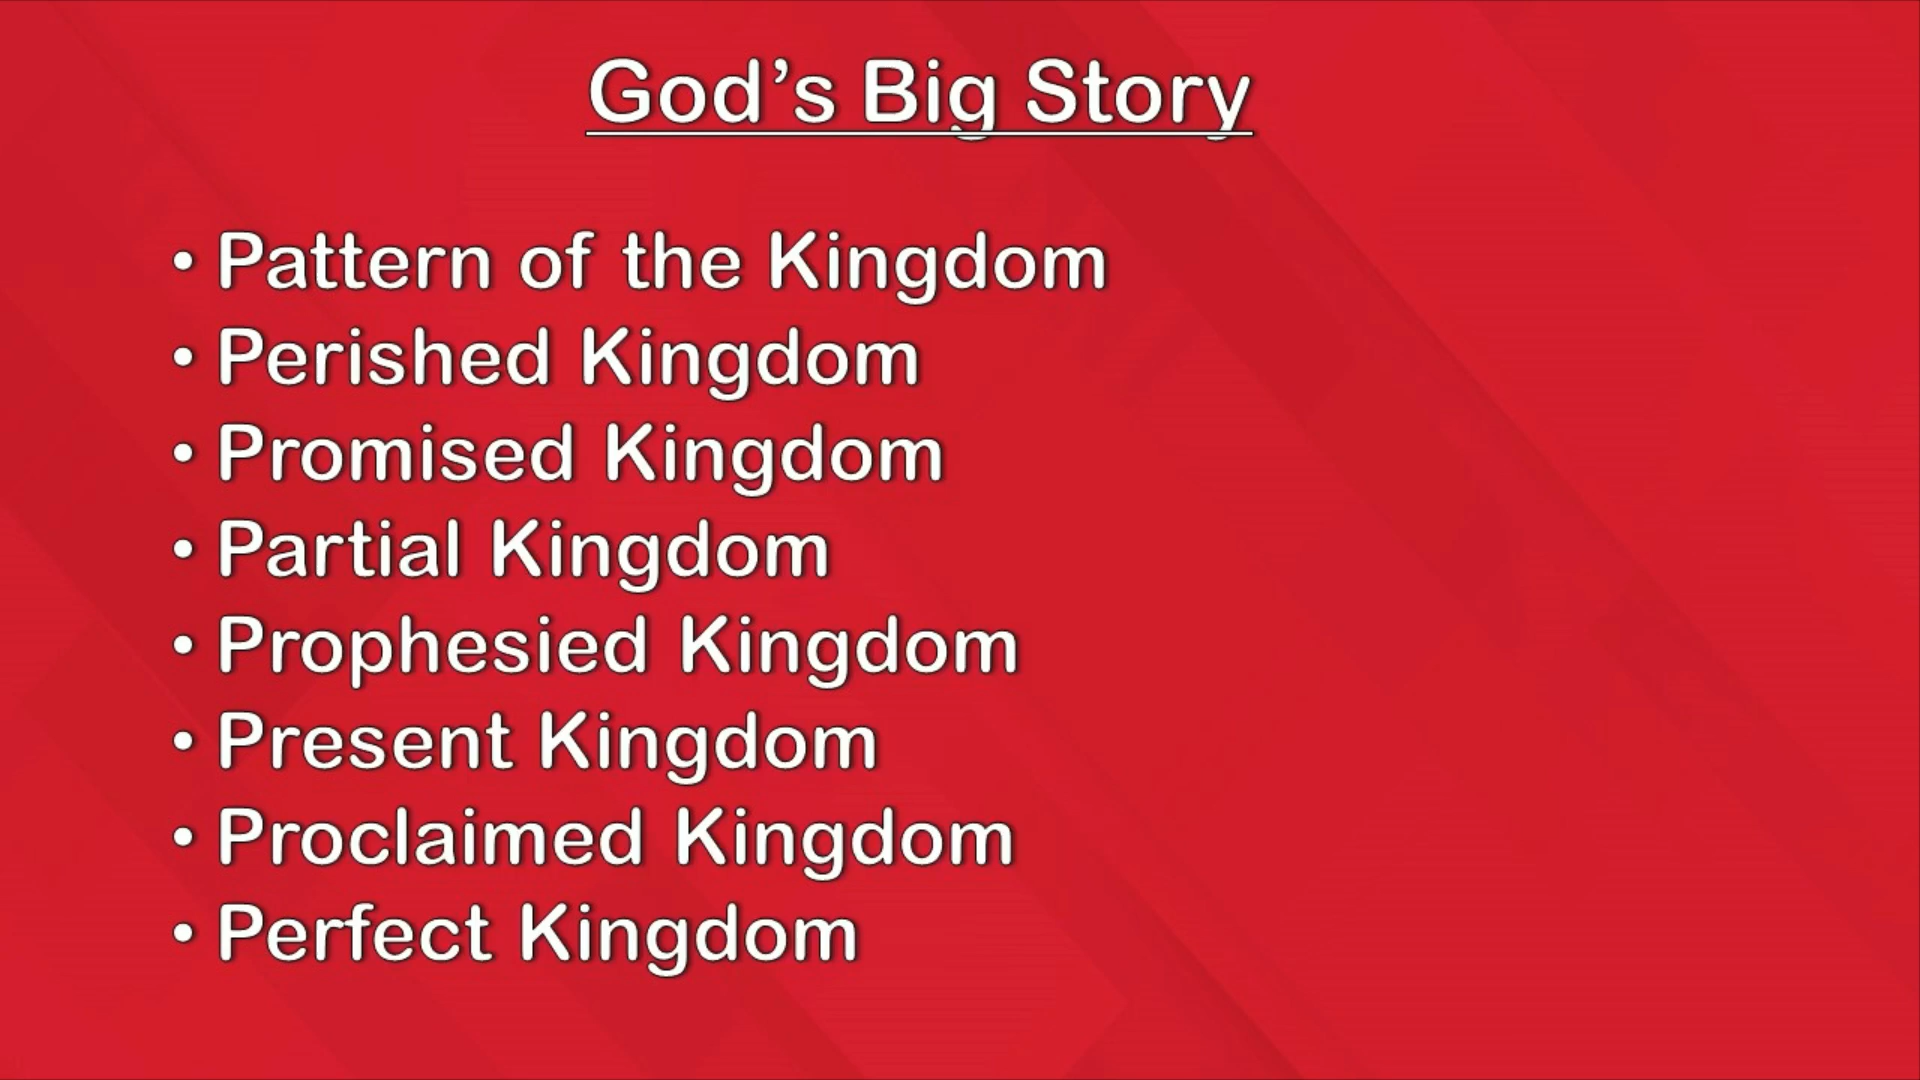 God’s Big Story
• Pattern of the Kingdom
• Perished Kingdom
• Promised Kingdom
• Partial Kingdom
• Prophesied Kingdom
• Present Kingdom
• Proclaimed Kingdom
• Perfect Kingdom